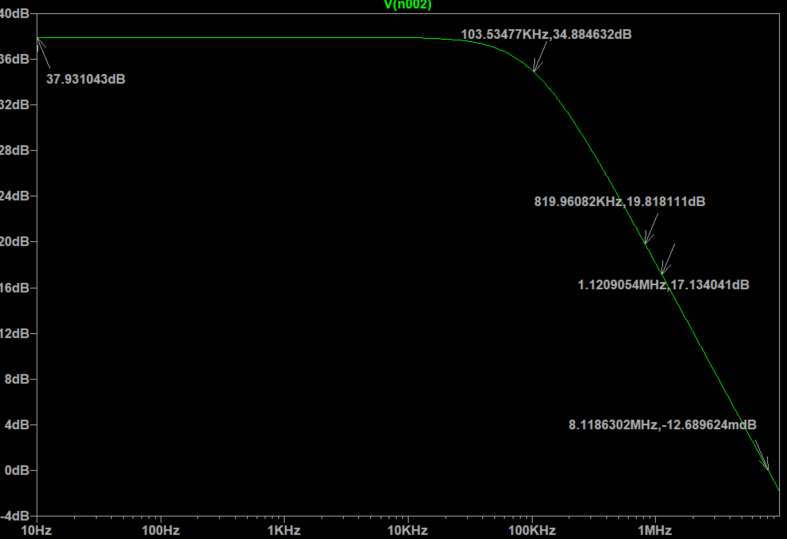 V(n002)
40dB
103.53477KHz,34.884632dB
36dB
37.931043dB
32dB
28dB
24dB
819.96082KHz,19.818111dB
20dB
16dB
1.1209054MHz,17.134041dB
12dB
8dB
4dB
8.1186302MHz,-12.689624mdB
0dB
-4dB
10Hz
100Hz
1KHz
10KHz
100KHz
1MHz